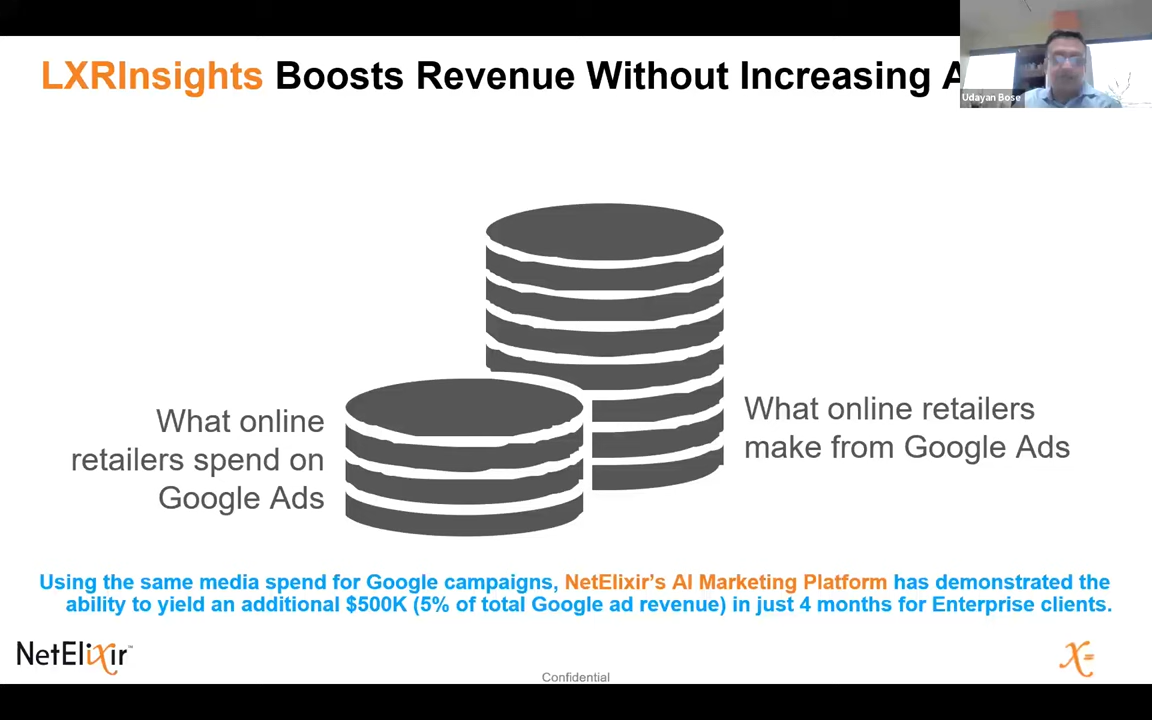 LXRInsights Boosts Revenue Without Increasing
Udayan Bose
What online
retailers spend on
Google Ads
What online retailers
make from Google Ads
Using the same media spend for Google campaigns, NetElixir's AI Marketing Platform has demonstrated the
ability to yield an additional $500K (5% of total Google ad revenue) in just 4 months for Enterprise clients.
NetElixir™
X=
Confidential